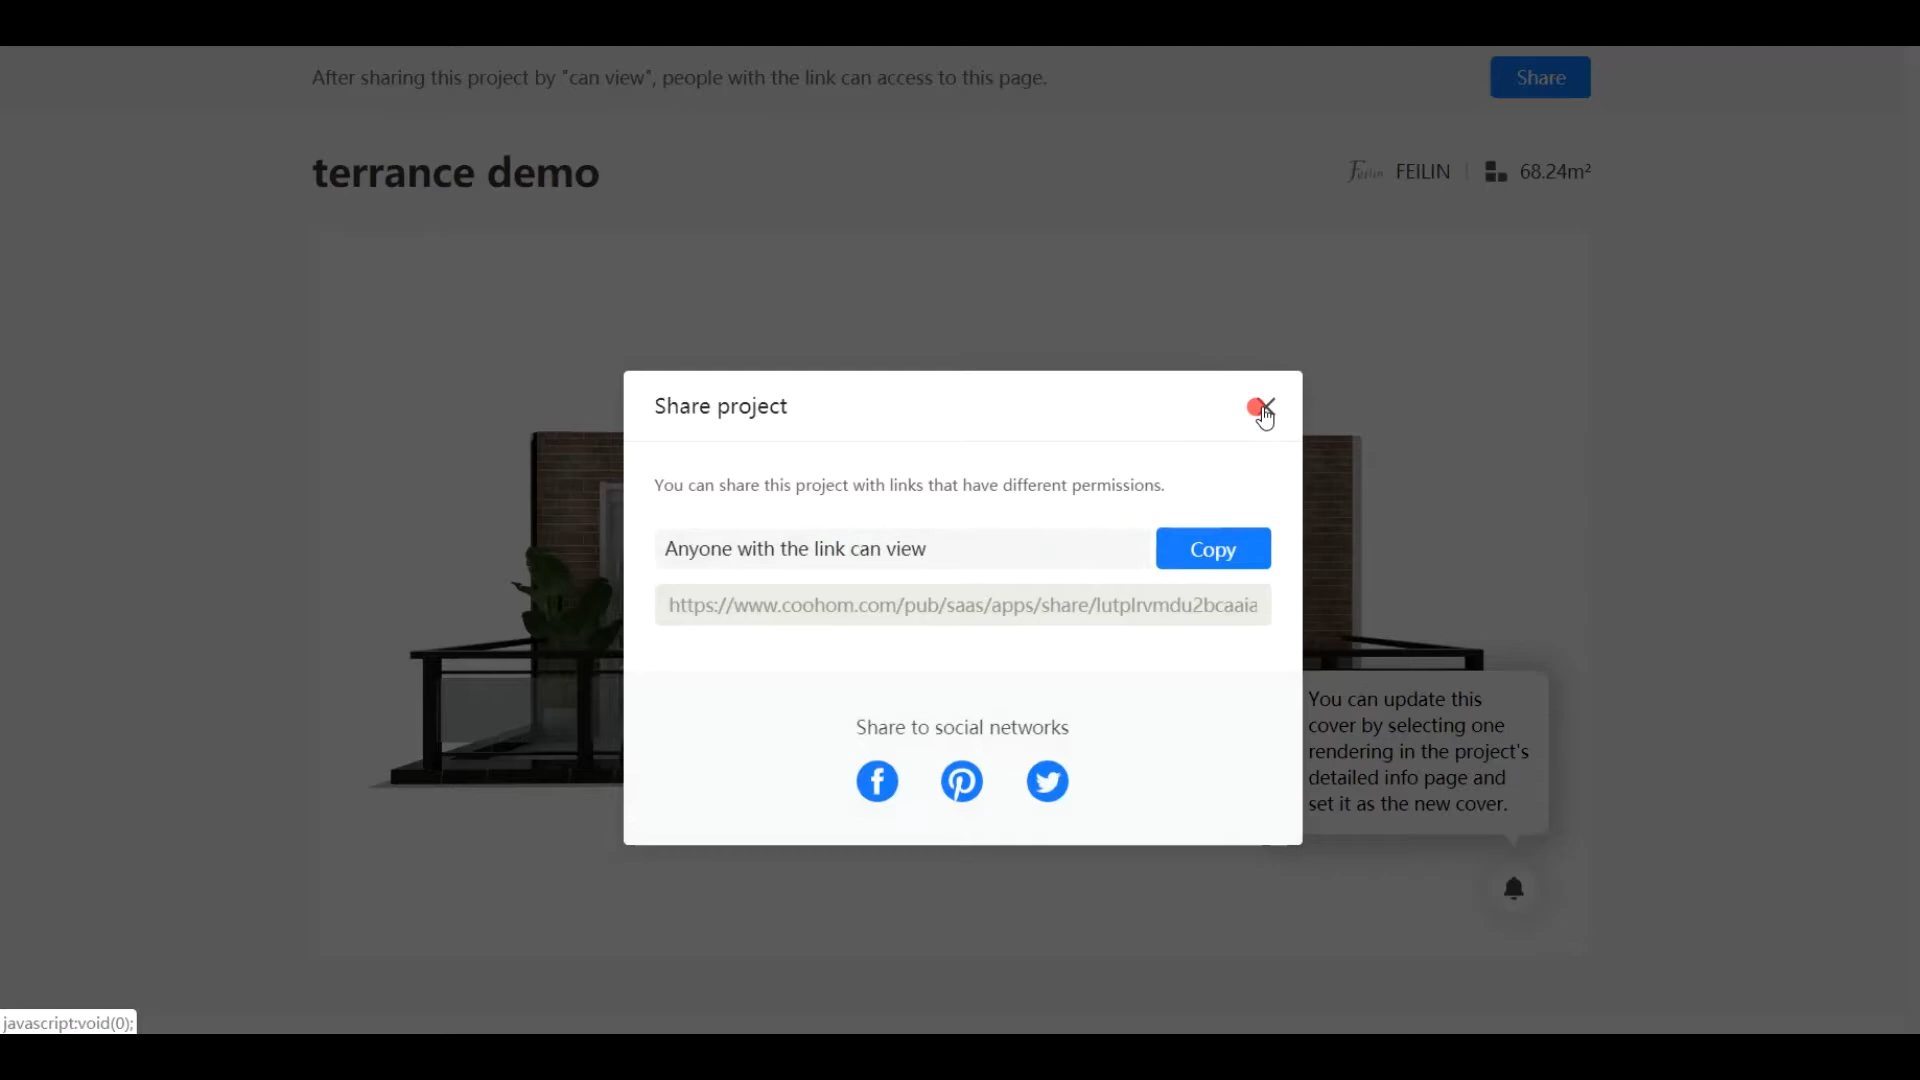 After sharing this project by "can view", people with the link can access to this page.
Share
terrance demo
Feilin FEILIN
68.24m²
Share project
You can share this project with links that have different permissions.
Anyone with the link can view
Copy
https://www.coohom.com/pub/saas/apps/share/lutplrvmdu2bcaaia
You can update this
cover by selecting one
rendering in the project's
detailed info page and
set it as the new cover.
Share to social networks
javascript:void(0);